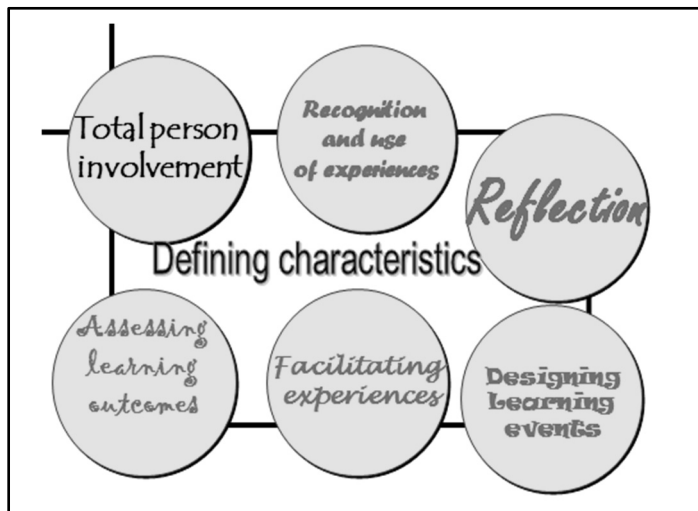 Total person
involvement
Recognition
and use
of experiences
Reflection
Defining characteristics
Assessing
learning
outcomes
Facilitating
experiences
Designing
Learning
events